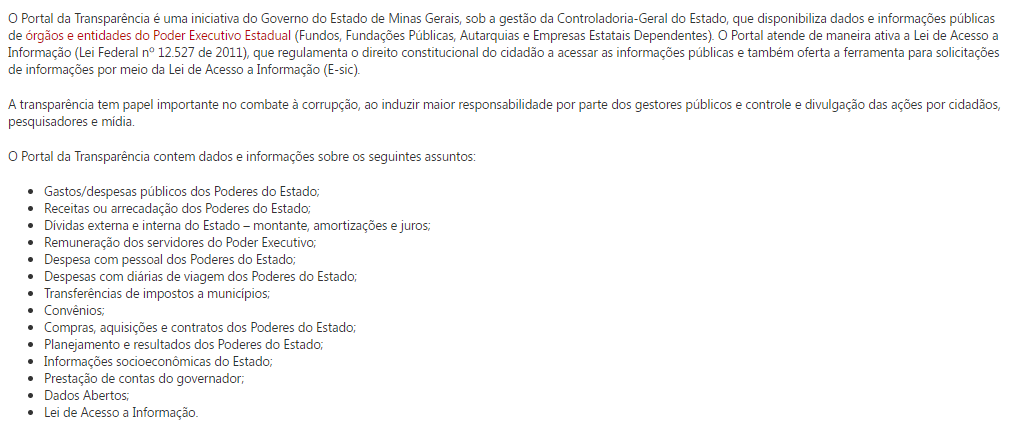 O Portal da Transparência é uma iniciativa do Governo do Estado de Minas Gerais, sob a gestão da Controladoria-Geral do Estado, que disponibiliza dados e informações públicas
de órgãos e entidades do Poder Executivo Estadual (Fundos, Fundações Públicas, Autarquias e Empresas Estatais Dependentes). O Portal atende de maneira ativa a Lei de Acesso a
Informação (Lei Federal nº 12.527 de 2011), que regulamenta o direito constitucional do cidadão a acessar as informações públicas e também oferta a ferramenta para solicitações
de informações por meio da Lei de Acesso a Informação (E-sic).
A transparência tem papel importante no combate à corrupção, ao induzir maior responsabilidade por parte dos gestores públicos e controle e divulgação das ações por cidadãos,
pesquisadores e mídia.
O Portal da Transparência contem dados e informações sobre os seguintes assuntos:
• Gastos/despesas públicos dos Poderes do Estado;
• Receitas ou arrecadação dos Poderes do Estado;
• Dívidas externa e interna do Estado – montante, amortizações e juros;
• Remuneração dos servidores do Poder Executivo;
• Despesa com pessoal dos Poderes do Estado;
• Despesas com diárias de viagem dos Poderes do Estado;
• Transferências de impostos a municípios;
• Convênios;
• Compras, aquisições e contratos dos Poderes do Estado;
• Planejamento e resultados dos Poderes do Estado;
• Informações socioeconômicas do Estado;
• Prestação de contas do governador;
• Dados Abertos;
• Lei de Acesso a Informação.